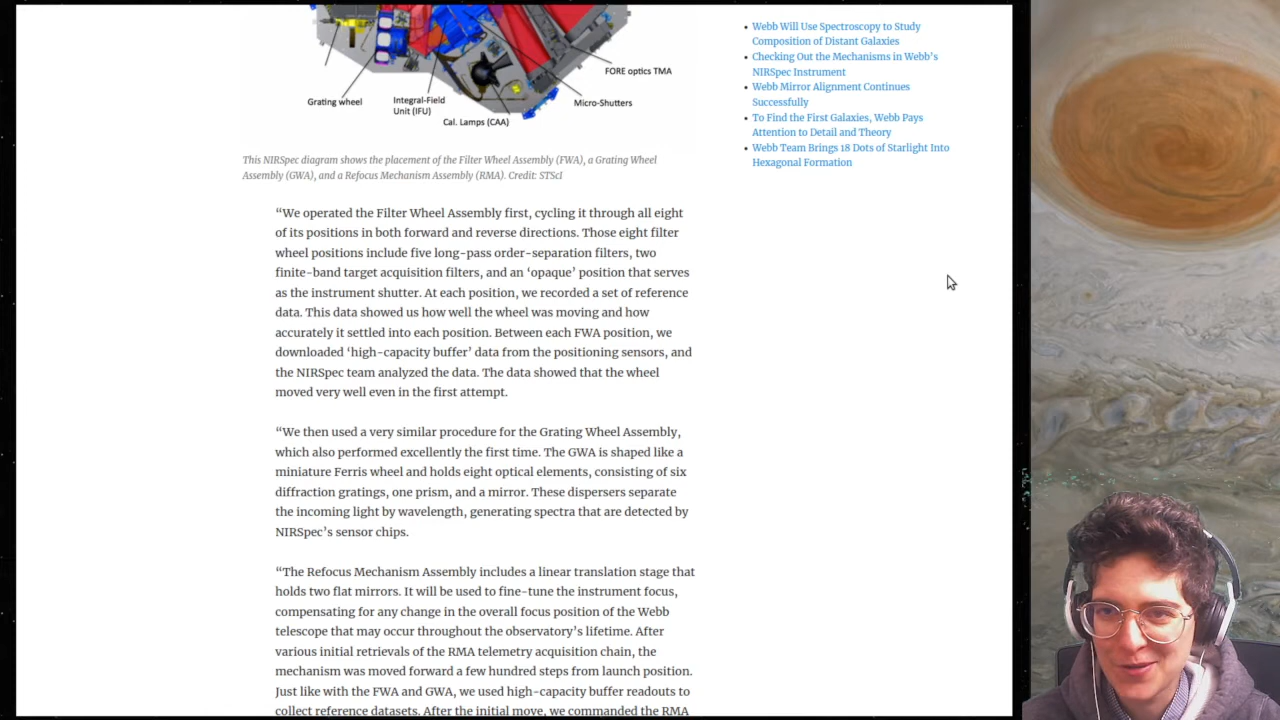 FORE optics TMA
Grating wheel
Integral-Field
Unit (IFU)
Micro-Shutters
Cal. Lamps (CAA)
This NIRSpec diagram shows the placement of the Filter Wheel Assembly (FWA), a Grating Wheel
Assembly (GWA), and a Refocus Mechanism Assembly (RMA). Credit: STScI
“We operated the Filter Wheel Assembly first, cycling it through all eight
of its positions in both forward and reverse directions. Those eight filter
wheel positions include five long-pass order-separation filters, two
finite-band target acquisition filters, and an ‘opaque’ position that serves
as the instrument shutter. At each position, we recorded a set of reference
data. This data showed us how well the wheel was moving and how
accurately it settled into each position. Between each FWA position, we
downloaded ‘high-capacity buffer’ data from the positioning sensors, and
the NIRSpec team analyzed the data. The data showed that the wheel
moved very well even in the first attempt.
“We then used a very similar procedure for the Grating Wheel Assembly,
which also performed excellently the first time. The GWA is shaped like a
miniature Ferris wheel and holds eight optical elements, consisting of six
diffraction gratings, one prism, and a mirror. These dispersers separate
the incoming light by wavelength, generating spectra that are detected by
NIRSpec’s sensor chips.
“The Refocus Mechanism Assembly includes a linear translation stage that
holds two flat mirrors. It will be used to fine-tune the instrument focus,
compensating for any change in the overall focus position of the Webb
telescope that may occur throughout the observatory’s lifetime. After
various initial retrievals of the RMA telemetry acquisition chain, the
mechanism was moved forward a few hundred steps from launch position.
Just like with the FWA and GWA, we used high-capacity buffer readouts to
collect reference datasets. After the initial move, we commanded the RMA
Webb Will Use Spectroscopy to Study
Composition of Distant Galaxies
Checking Out the Mechanisms in Webb’s
NIRSpec Instrument
Webb Mirror Alignment Continues
Successfully
To Find the First Galaxies, Webb Pays
Attention to Detail and Theory
Webb Team Brings 18 Dots of Starlight Into
Hexagonal Formation